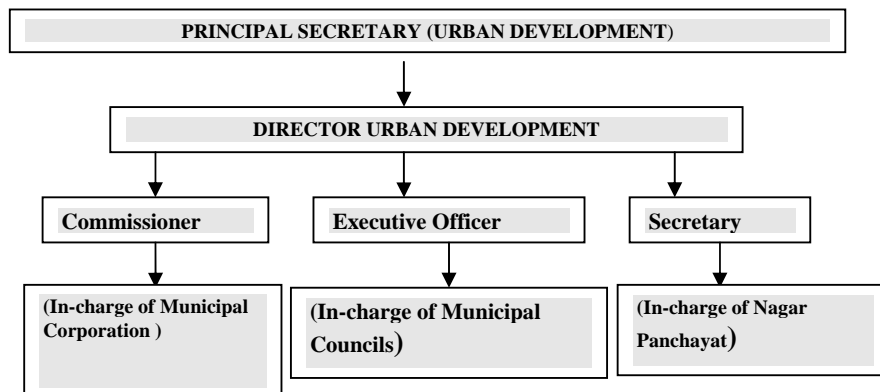 PRINCIPAL SECRETARY (URBAN DEVELOPMENT)
DIRECTOR URBAN DEVELOPMENT
Commissioner
Executive Officer
Secretary
(In-charge of Municipal
Corporation )
(In-charge of Municipal
Councils)
(In-charge of Nagar
Panchayat)